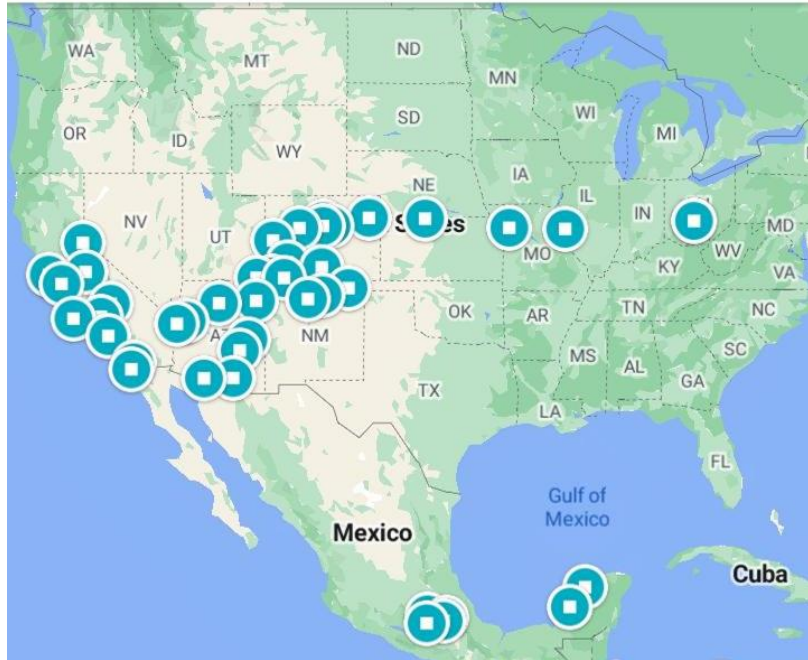 WA
MT
ND
MN
OR
ID
SD
WI
MI
WY
IA
NE
NV
UT
IL
IN
MO
WV
MD
KY
VA
OK
AR
TN
NC
NM
MS
AL
GA
SC
TX
LA
FL
Gulf of
Mexico
Mexico
Cuba